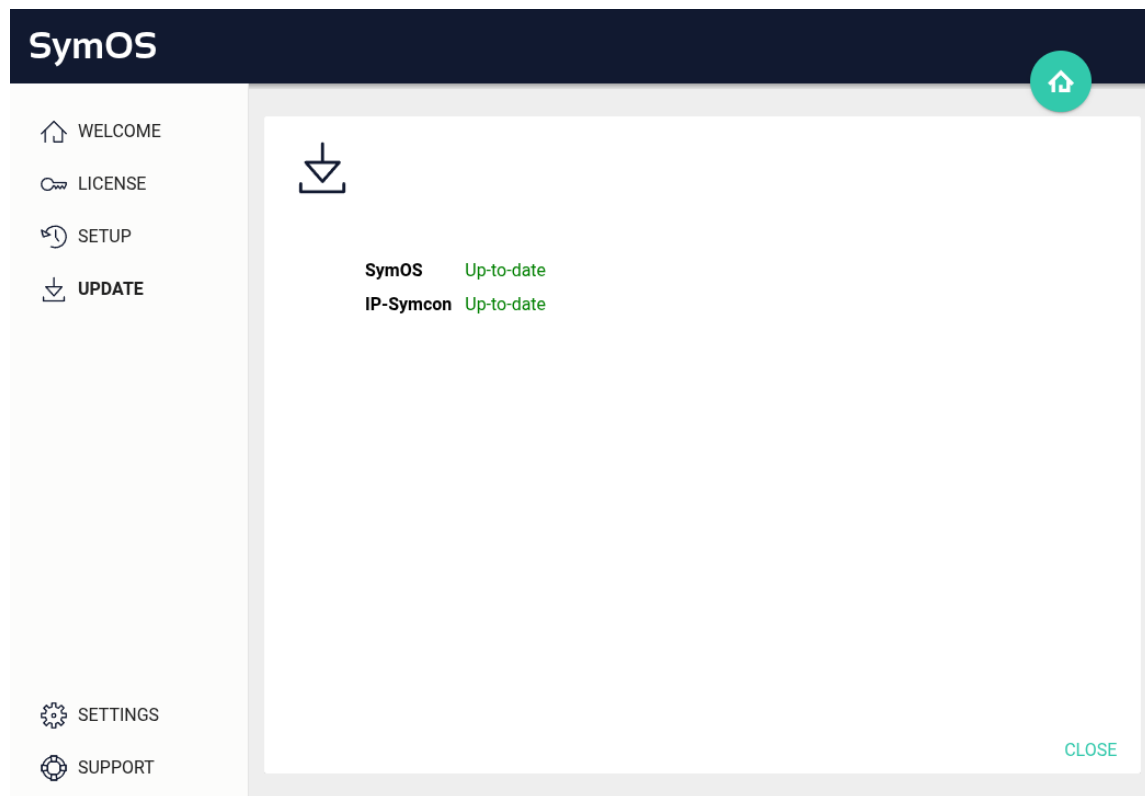 SymOS
WELCOME
LICENSE
SETUP
UPDATE
SymOS Up-to-date
IP-Symcon Up-to-date
SETTINGS
SUPPORT
CLOSE